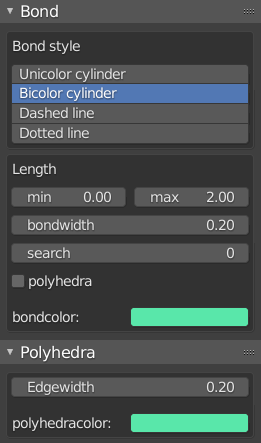 Bond
Bond style
Unicolor cylinder
Bicolor cylinder
Dashed line
Dotted line
Length
min 0.00 max 2.00
bondwidth 0.20
search 0
polyhedra
bondcolor:
Polyhedra
Edgewidth 0.20
polyhedracolor: